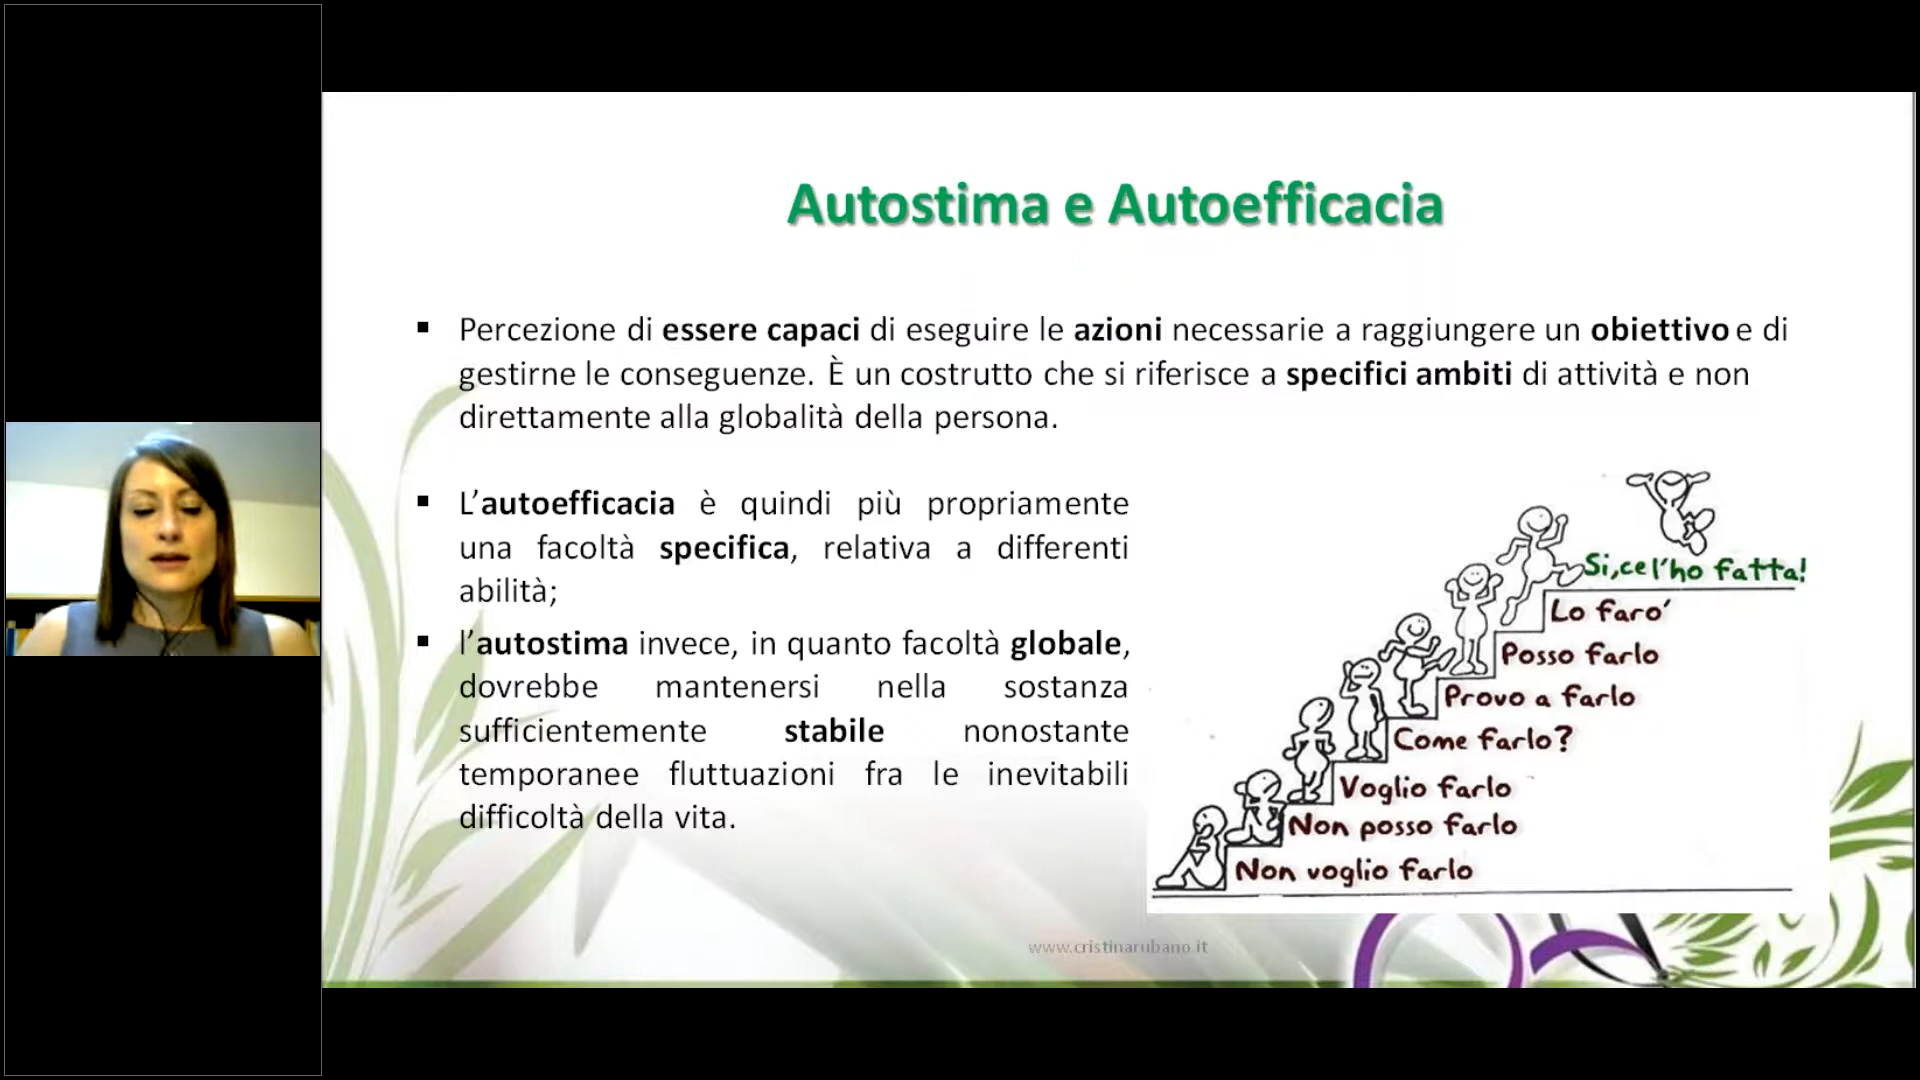 Autostima e Autoefficacia
▪ Percezione di essere capaci di eseguire le azioni necessarie a raggiungere un obiettivo e di
gestirne le conseguenze. È un costrutto che si riferisce a specifici ambiti di attività e non
direttamente alla globalità della persona.
▪ L’autoefficacia è quindi più propriamente
una facoltà specifica, relativa a differenti
abilità;
▪ l’autostima invece, in quanto facoltà globale,
dovrebbe mantenersi nella sostanza
sufficientemente stabile nonostante
temporanee fluttuazioni fra le inevitabili
difficoltà della vita.
Si,ce l’ho fatta!
Lo faro’
Posso farlo
Provo a farlo
Come farlo?
Voglio farlo
Non posso farlo
Non voglio farlo
www.cristinarubano.it